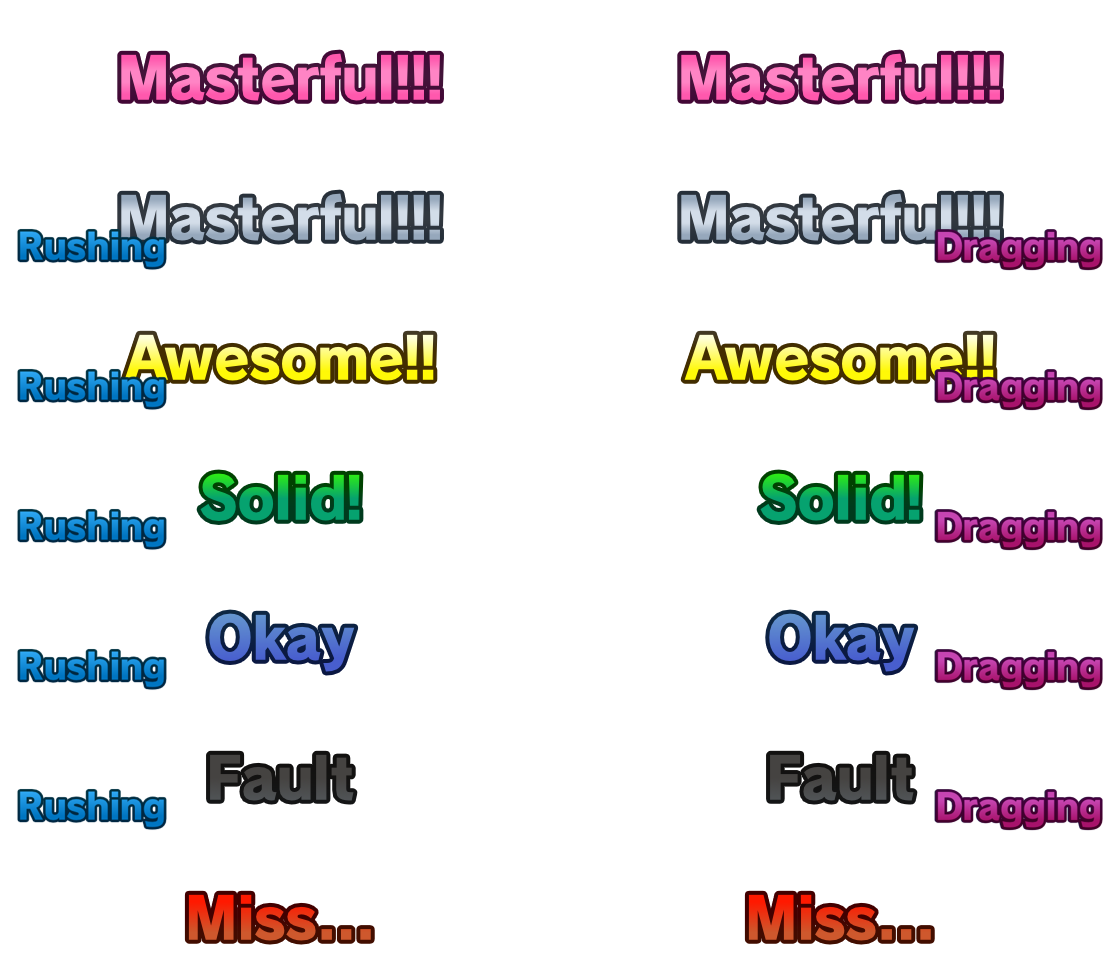 Masterful!!! Masterful!!!
Masterful!!! Masterful!!!
Rushing Dragging
Awesome!! Awesome!!
Rushing Dragging
Solid! Solid!
Rushing Dragging
Okay Okay
Rushing Dragging
Fault Fault
Rushing Dragging
Miss... Miss...